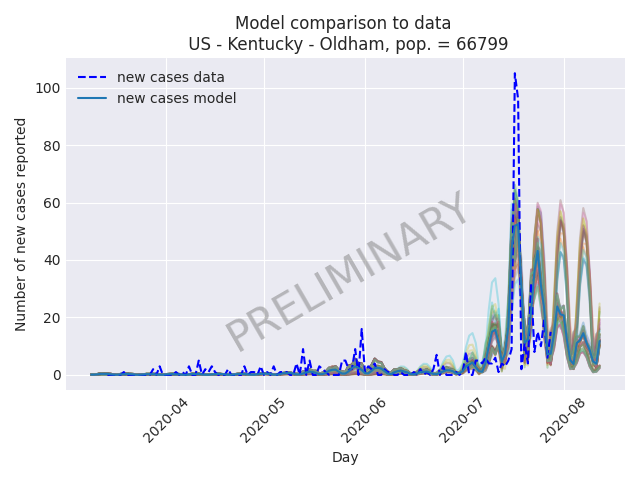 Model comparison to data
US - Kentucky - Oldham, pop. = 66799
new cases data
new cases model
PRELIMINARY
Number of new cases reported
100
80
60
40
20
0
2020-04
2020-05
2020-06
2020-07
2020-08
Day